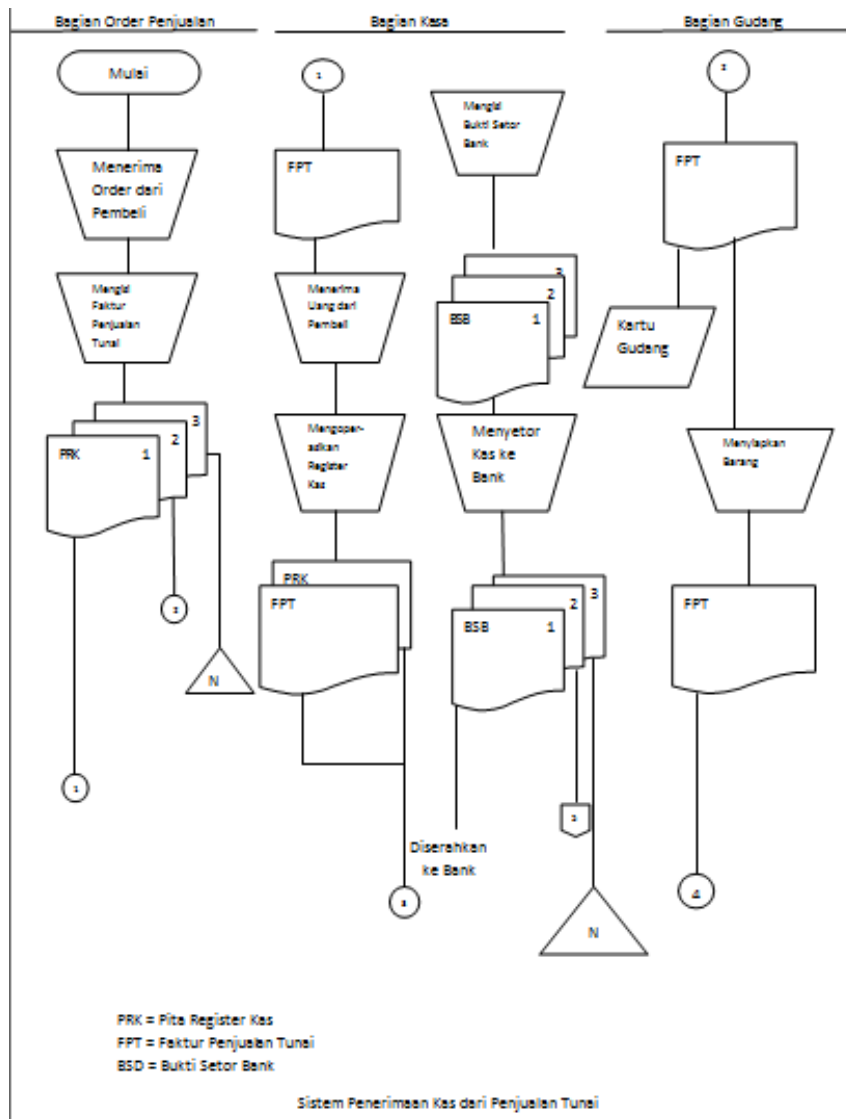 Bagian Order Penjualan
Mulai
Menerima
Order dari
Pembeli
Mengisi
Faktur
Penjualan
Tunai
PRK 1
2
3
N
1
Bagian Kasa
1
FPT
Menerima
Uang dari
Pembeli
Mengoper-
asikan
Register
Kas
PRK
FPT
Mengisi
Bukti Setor
Bank
3
2
BSB 1
Menyetor
Kas ke
Bank
3
2
BSB 1
Diserahkan
ke Bank
N
Bagian Gudang
FPT
Kartu
Gudang
Menyiapkan
Barang
FPT
4
PRK = Pita Register Kas
FPT = Faktur Penjualan Tunai
BSD = Bukti Setor Bank
Sistem Penerimaan Kas dari Penjualan Tunai